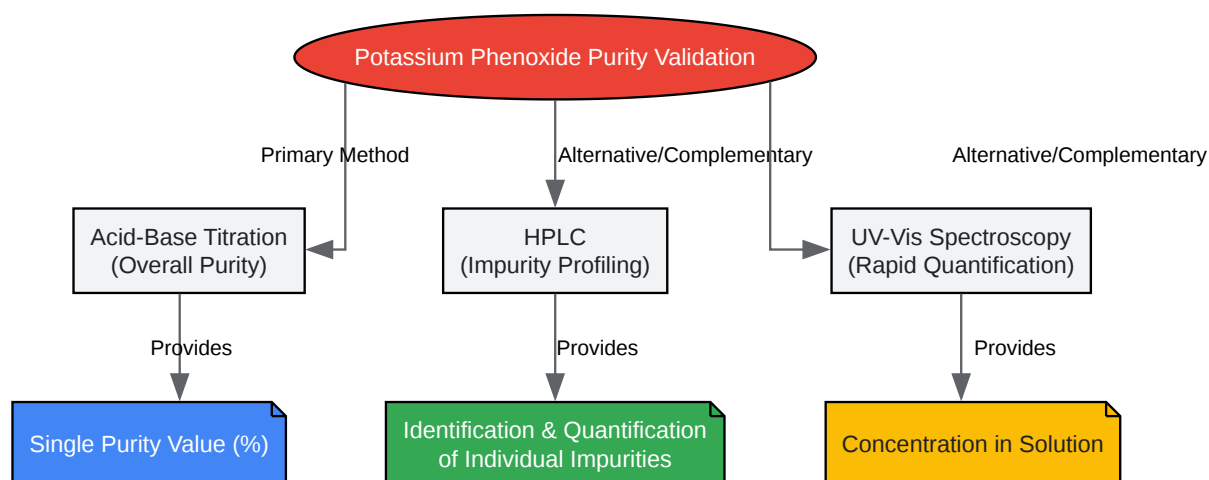 Potassium Phenoxide Purity Validation
Primary Method
Alternative/Complementary
Alternative/Complementary
Acid-Base Titration
(Overall Purity)
HPLC
(Impurity Profiling)
UV-Vis Spectroscopy
(Rapid Quantification)
Provides
Provides
Provides
Single Purity Value (%)
Identification & Quantification
of Individual Impurities
Concentration in Solution